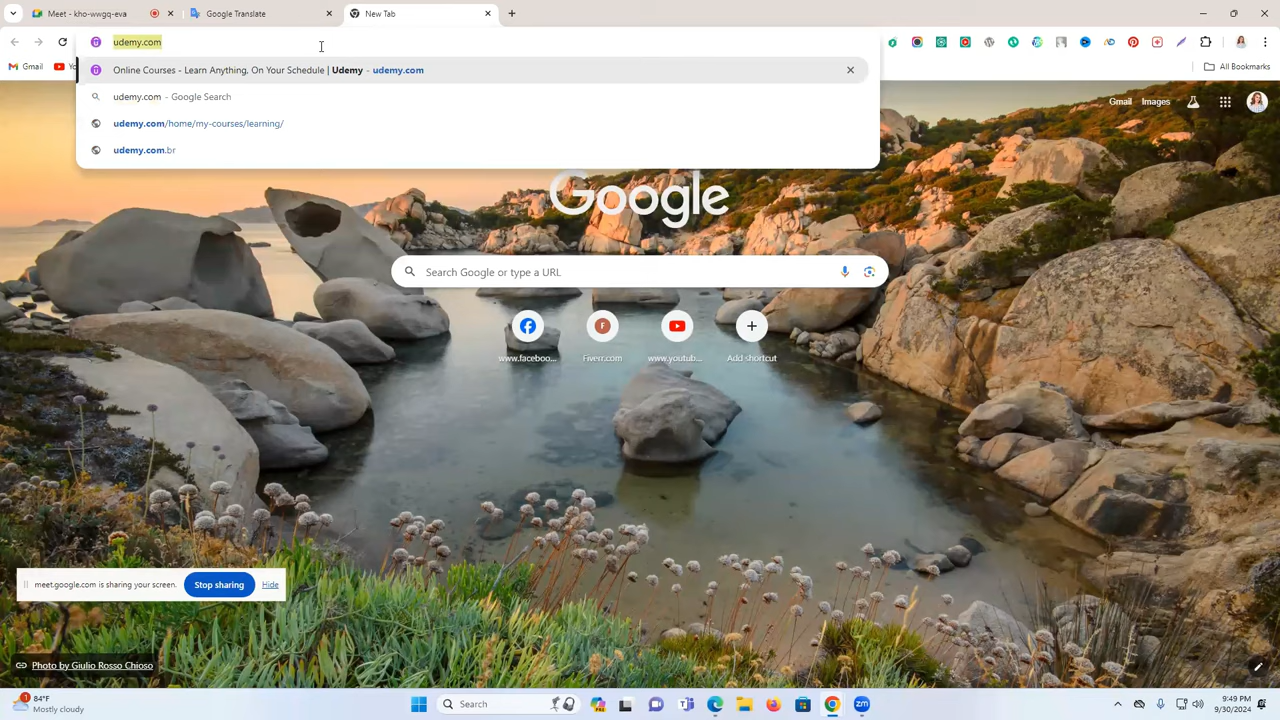 Meet - kho-wwgq-eva
Google Translate
New Tab
udemy.com
Gmail
Online Courses - Learn Anything, On Your Schedule | Udemy - udemy.com
All Bookmarks
udemy.com - Google Search
Gmail
Images
udemy.com/home/my-courses/learning/
udemy.com.br
Google
Search Google or type a URL
www.faceboo...
Fiverr.com
www.youtub...
Add shortcut
meet.google.com is sharing your screen.
Stop sharing
Hide
Photo by Giulio Rosso Chioso
84°F
Mostly cloudy
Search
9:49 PM
9/30/2024